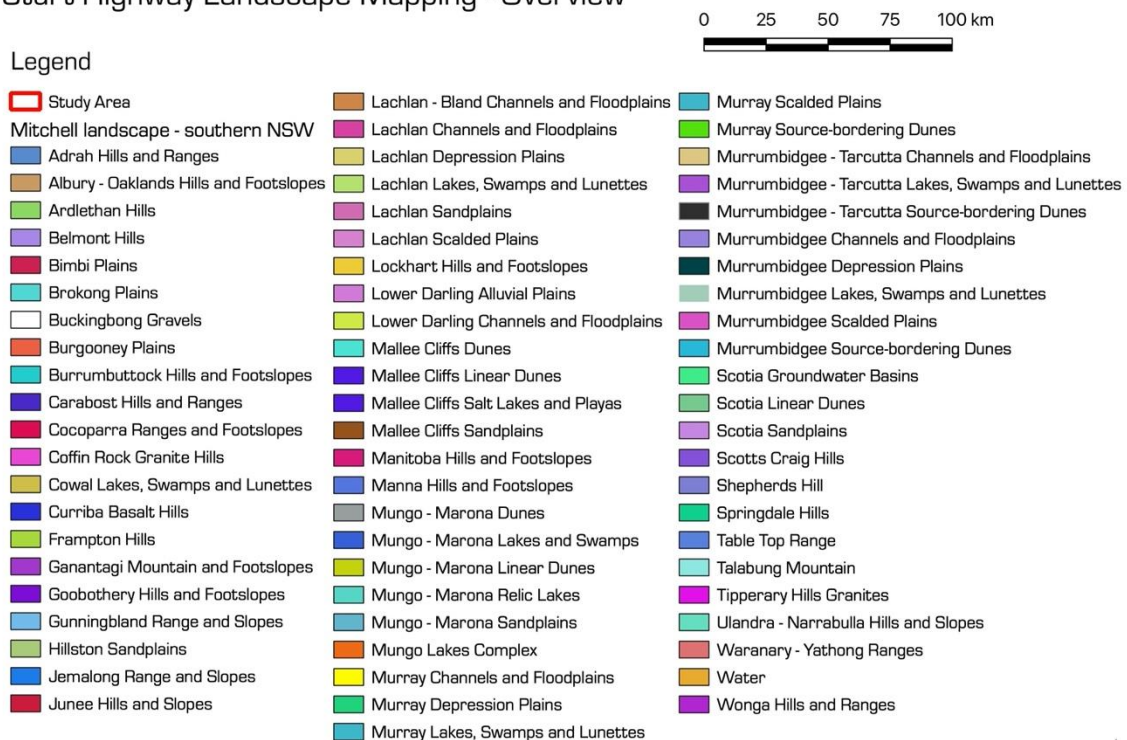 Sturt Highway Landscape Mapping - Overview
0 25 50 75 100 km
Legend
Study Area
Mitchell landscape - southern NSW
Adrah Hills and Ranges
Albury - Oaklands Hills and Footslopes
Ardlethan Hills
Belmont Hills
Bimbi Plains
Brokong Plains
Buckingbong Gravels
Burgooney Plains
Burrumbuttock Hills and Footslopes
Carabost Hills and Ranges
Cocoparra Ranges and Footslopes
Coffin Rock Granite Hills
Cowal Lakes, Swamps and Lunettes
Curriba Basalt Hills
Frampton Hills
Ganantagi Mountain and Footslopes
Goobothery Hills and Footslopes
Gunningbland Range and Slopes
Hillston Sandplains
Jemalong Range and Slopes
Junee Hills and Slopes
Lachlan - Bland Channels and Floodplains
Lachlan Channels and Floodplains
Lachlan Depression Plains
Lachlan Lakes, Swamps and Lunettes
Lachlan Sandplains
Lachlan Scalded Plains
Lockhart Hills and Footslopes
Lower Darling Alluvial Plains
Lower Darling Channels and Floodplains
Mallee Cliffs Dunes
Mallee Cliffs Linear Dunes
Mallee Cliffs Salt Lakes and Playas
Mallee Cliffs Sandplains
Manitoba Hills and Footslopes
Manna Hills and Footslopes
Mungo - Marona Dunes
Mungo - Marona Lakes and Swamps
Mungo - Marona Linear Dunes
Mungo - Marona Relic Lakes
Mungo - Marona Sandplains
Mungo Lakes Complex
Murray Channels and Floodplains
Murray Depression Plains
Murray Lakes, Swamps and Lunettes
Murray Scalded Plains
Murray Source-bordering Dunes
Murrumbidgee - Tarcutta Channels and Floodplains
Murrumbidgee - Tarcutta Lakes, Swamps and Lunettes
Murrumbidgee - Tarcutta Source-bordering Dunes
Murrumbidgee Channels and Floodplains
Murrumbidgee Depression Plains
Murrumbidgee Lakes, Swamps and Lunettes
Murrumbidgee Scalded Plains
Murrumbidgee Source-bordering Dunes
Scotia Groundwater Basins
Scotia Linear Dunes
Scotia Sandplains
Scotts Craig Hills
Shepherds Hill
Springdale Hills
Table Top Range
Talabung Mountain
Tipperary Hills Granites
Ulandra - Narrabulla Hills and Slopes
Waranary - Yathong Ranges
Water
Wonga Hills and Ranges